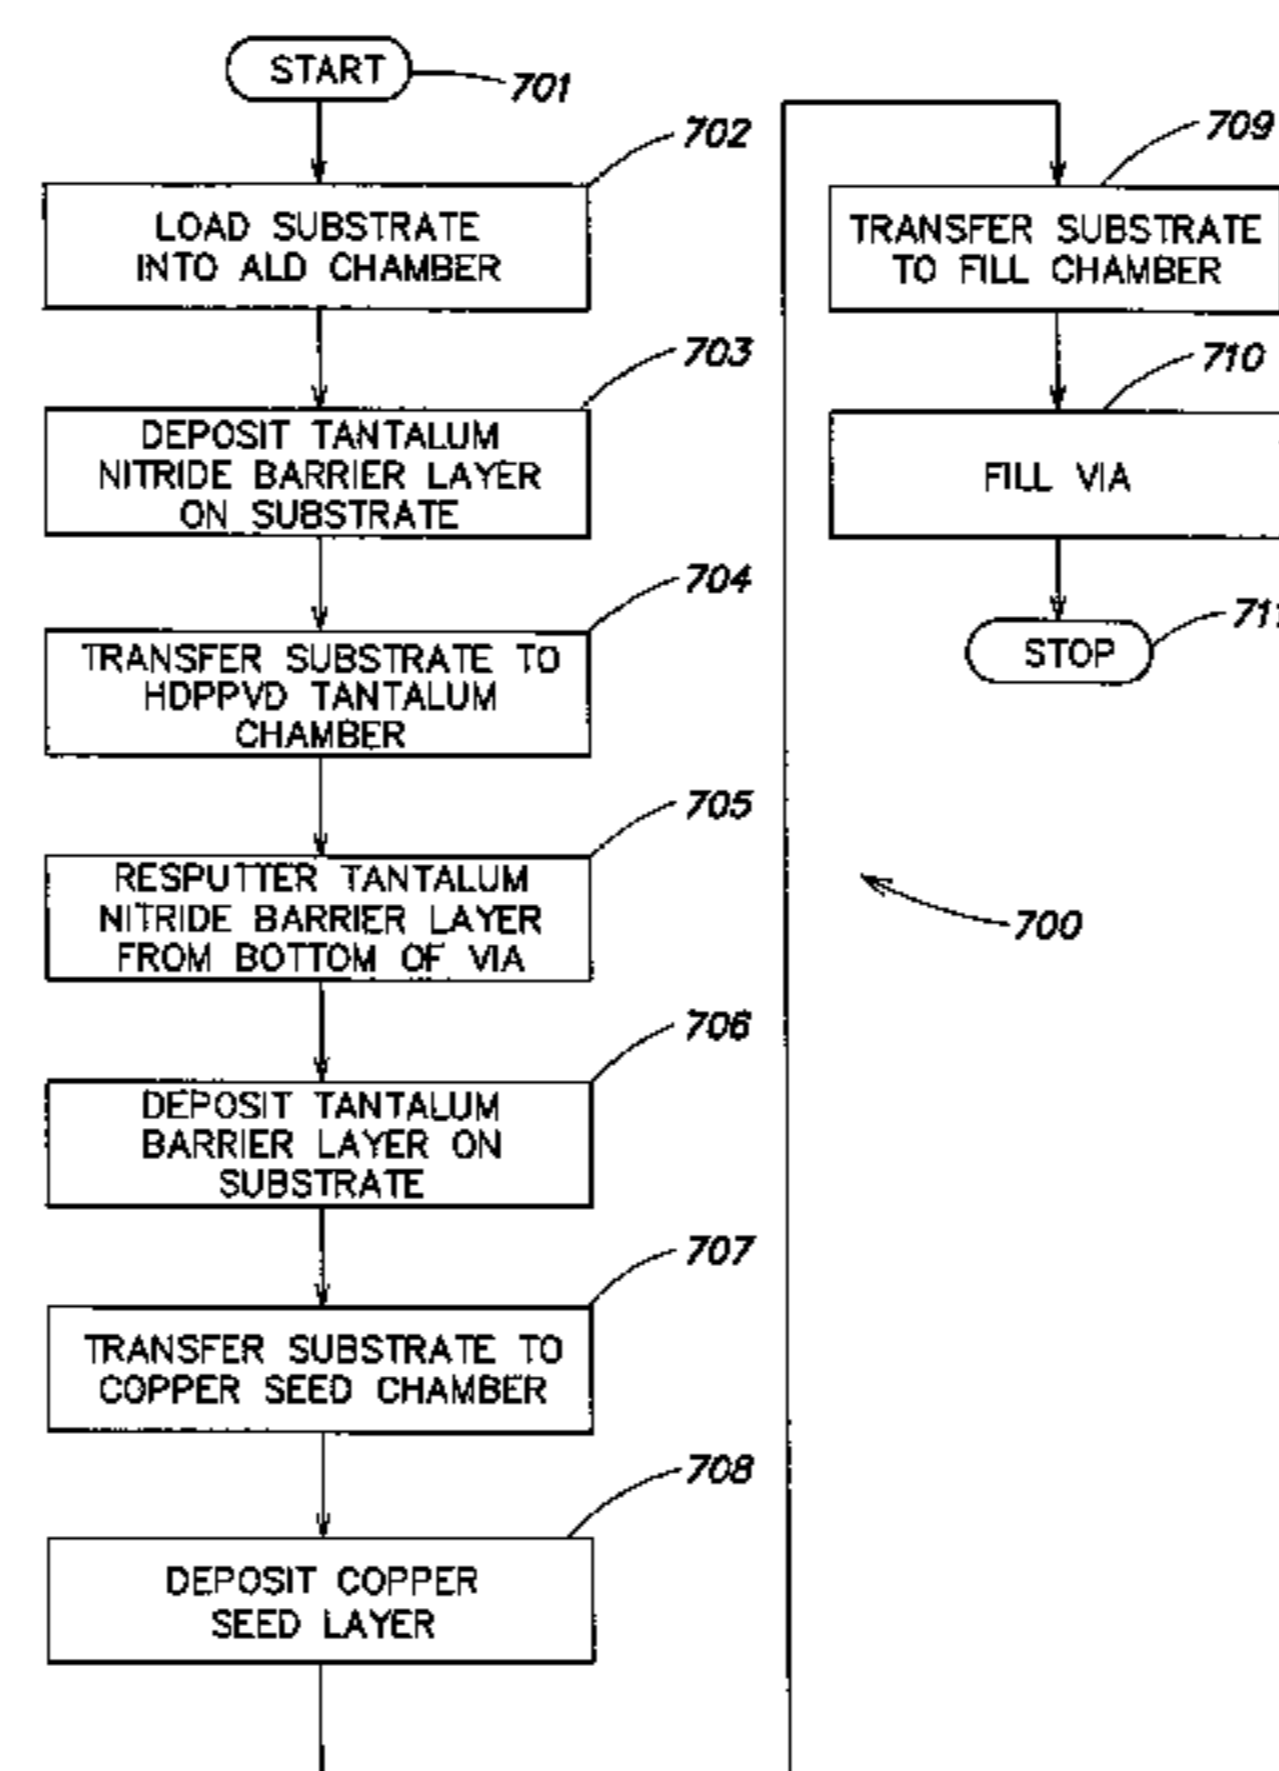 START
701
702
LOAD SUBSTRATE
INTO ALD CHAMBER
703
DEPOSIT TANTALUM
NITRIDE BARRIER LAYER
ON SUBSTRATE
704
TRANSFER SUBSTRATE TO
HDPPVD TANTALUM
CHAMBER
705
RESPUTTER TANTALUM
NITRIDE BARRIER LAYER
FROM BOTTOM OF VIA
706
DEPOSIT TANTALUM
BARRIER LAYER ON
SUBSTRATE
707
TRANSFER SUBSTRATE TO
COPPER SEED CHAMBER
708
DEPOSIT COPPER
SEED LAYER
709
TRANSFER SUBSTRATE
TO FILL CHAMBER
710
FILL VIA
711
STOP
700